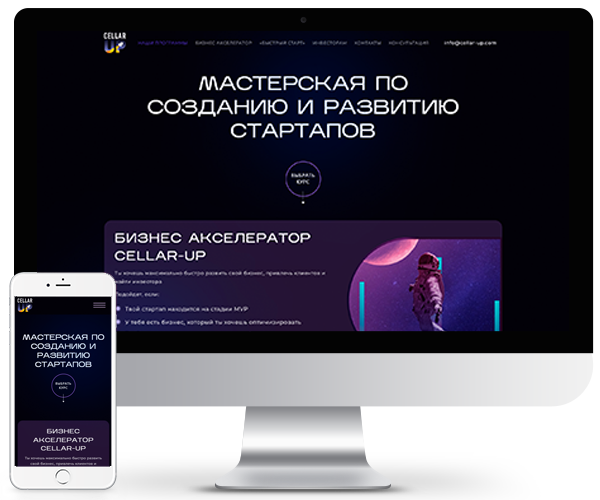 CELLAR
UP
НАШИ ПРОГРАММЫ БИЗНЕС АКСЕЛЕРАТОР «БЫСТРЫЙ СТАРТ» ИНВЕСТОРАМ КОНТАКТЫ КОНСУЛЬТАЦИЯ info@cellar-up.com
МАСТЕРСКАЯ ПО
СОЗДАНИЮ И РАЗВИТИЮ
СТАРТАПОВ
ВЫБРАТЬ
КУРС
БИЗНЕС АКСЕЛЕРАТОР
CELLAR-UP
Ты хочешь максимально быстро развить свой бизнес, привлечь клиентов и
найти инвестора
Подойдет, если:
Твой стартап находится на стадии MVP
У тебя есть бизнес, который ты хочешь оптимизировать
CELLAR
UP
МАСТЕРСКАЯ ПО
СОЗДАНИЮ И
РАЗВИТИЮ
СТАРТАПОВ
ВЫБРАТЬ
КУРС
БИЗНЕС
АКСЕЛЕРАТОР
CELLAR-UP
Ты хочешь максимально быстро развить
свой бизнес, привлечь клиентов и